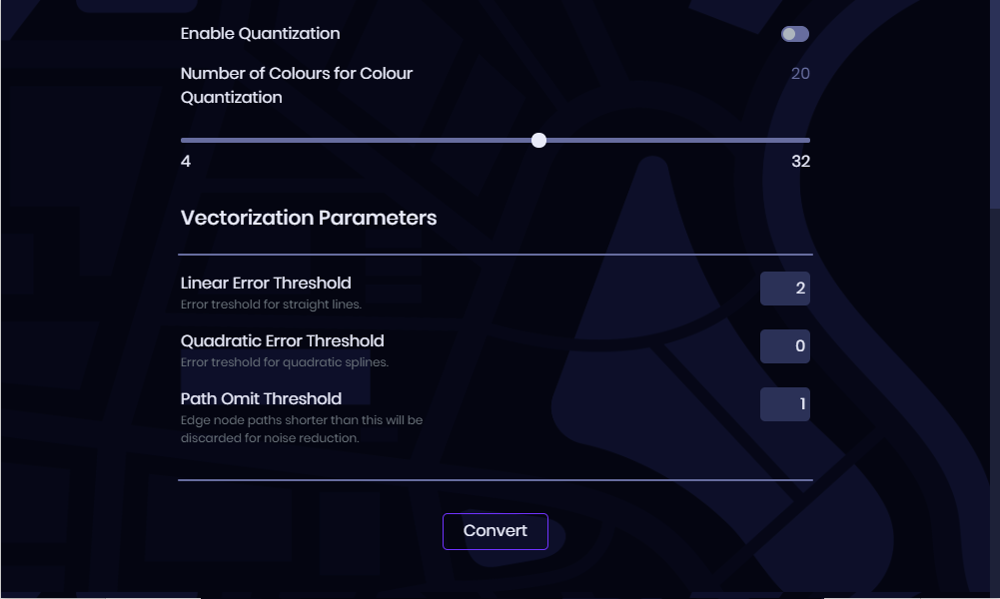 Enable Quantization
Number of Colours for Colour
20
Quantization
4
32
Vectorization Parameters
Linear Error Threshold
2
Error treshold for straight lines.
Quadratic Error Threshold
0
Error treshold for quadratic splines.
Path Omit Threshold
1
Edge node paths shorter than this will be
discarded for noise reduction.
Convert